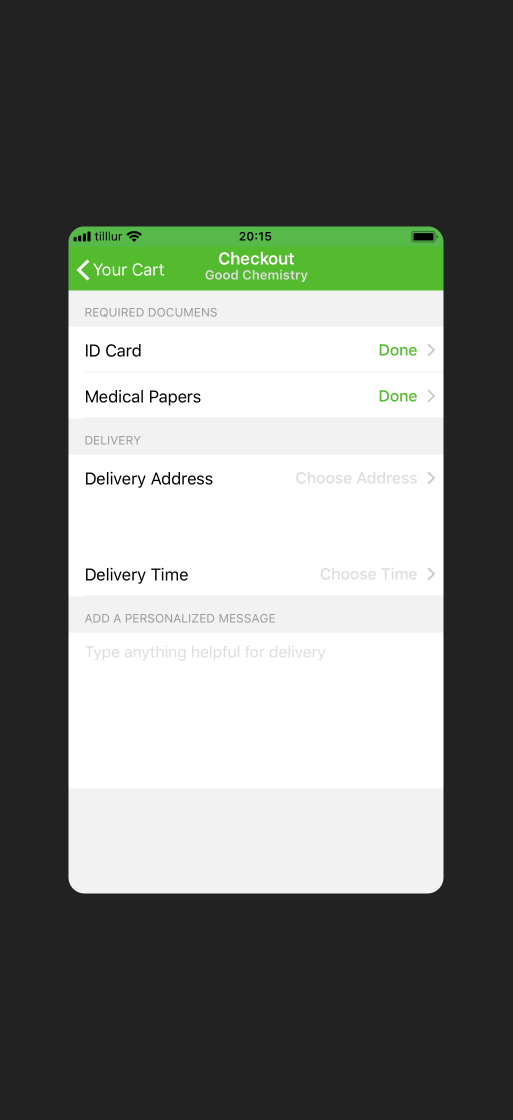 tilllur 20:15
Your Cart Checkout
Good Chemistry
REQUIRED DOCUMENS
ID Card Done
Medical Papers Done
DELIVERY
Delivery Address Choose Address
Delivery Time Choose Time
ADD A PERSONALIZED MESSAGE
Type anything helpful for delivery